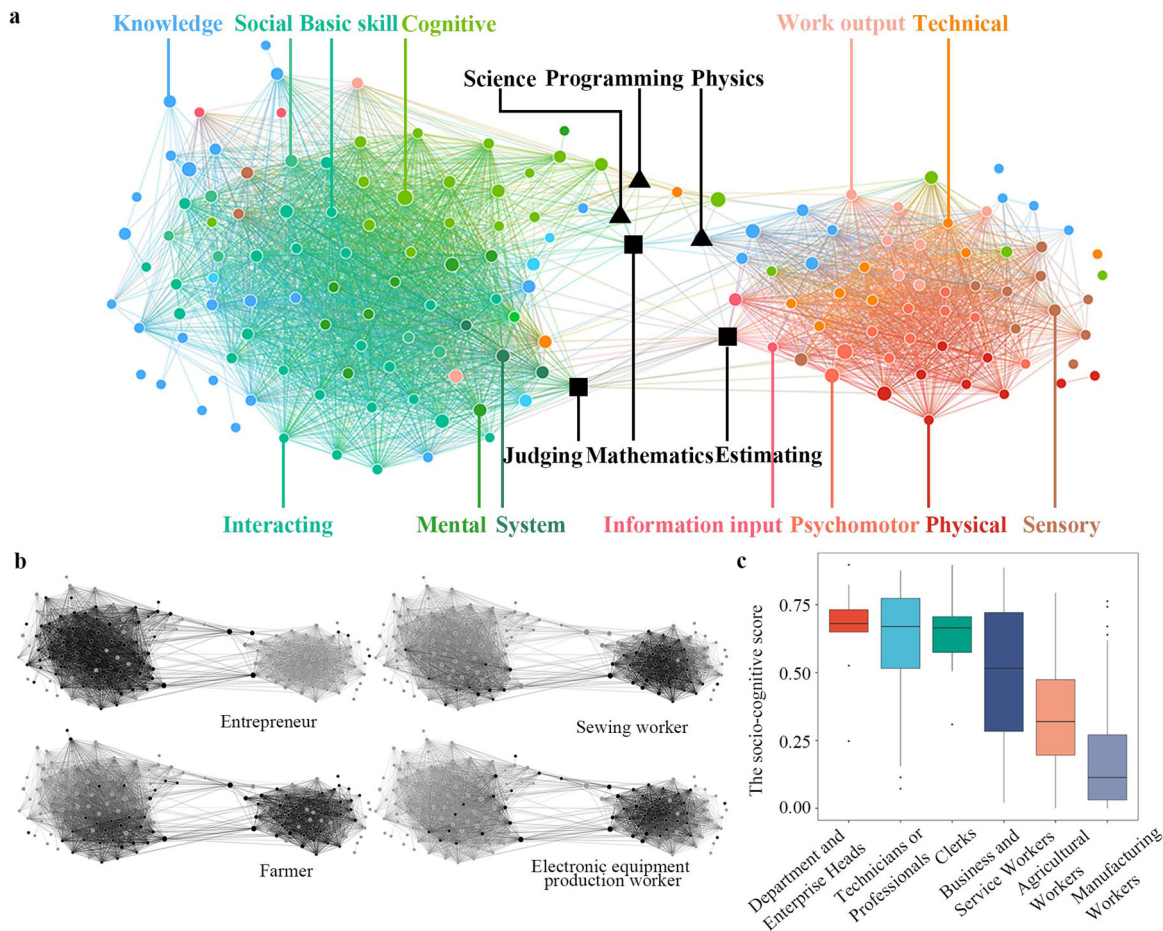 a
Knowledge Social Basic skill Cognitive Work output Technical
Science Programming Physics
Judging Mathematics Estimating
Interacting Mental System Information input Psychomotor Physical Sensory
b
Entrepreneur
Sewing worker
Farmer
Electronic equipment
production worker
c
The socio-cognitive score
0.75
0.50
0.25
0.00
Department and
Enterprise Heads
Technicians or
Professionals
Clerks
Business and
Service Workers
Agricultural
Workers
Manufacturing
Workers